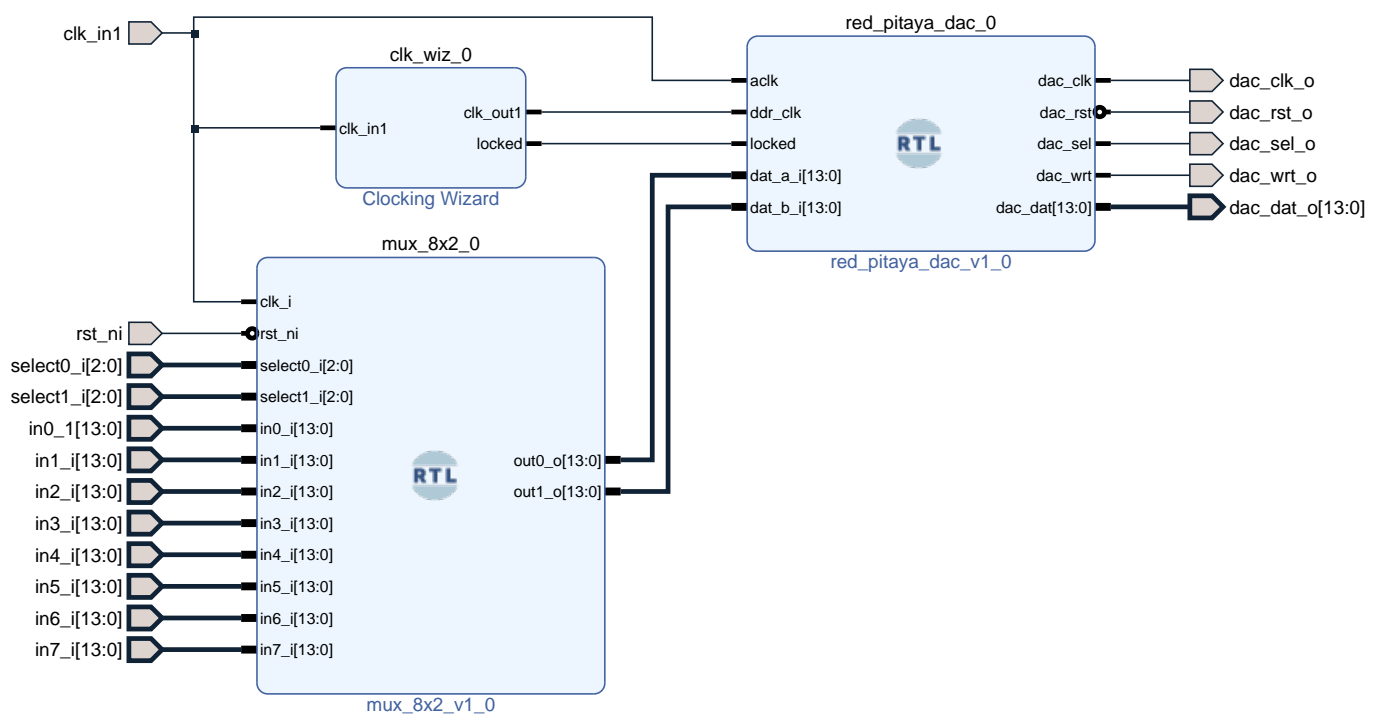 clk_in1
clk_wiz_0
clk_in1
clk_out1
locked
Clocking Wizard
red_pitaya_dac_0
aclk
ddr_clk
locked
dat_a_i[13:0]
dat_b_i[13:0]
RTL
dac_clk
dac_rst
dac_sel
dac_wrt
dac_dat[13:0]
red_pitaya_dac_v1_0
dac_clk_o
dac_rst_o
dac_sel_o
dac_wrt_o
dac_dat_o[13:0]
rst_ni
select0_i[2:0]
select1_i[2:0]
in0_1[13:0]
in1_i[13:0]
in2_i[13:0]
in3_i[13:0]
in4_i[13:0]
in5_i[13:0]
in6_i[13:0]
in7_i[13:0]
mux_8x2_0
clk_i
rst_ni
select0_i[2:0]
select1_i[2:0]
in0_i[13:0]
in1_i[13:0]
in2_i[13:0]
in3_i[13:0]
in4_i[13:0]
in5_i[13:0]
in6_i[13:0]
in7_i[13:0]
RTL
out0_o[13:0]
out1_o[13:0]
mux_8x2_v1_0